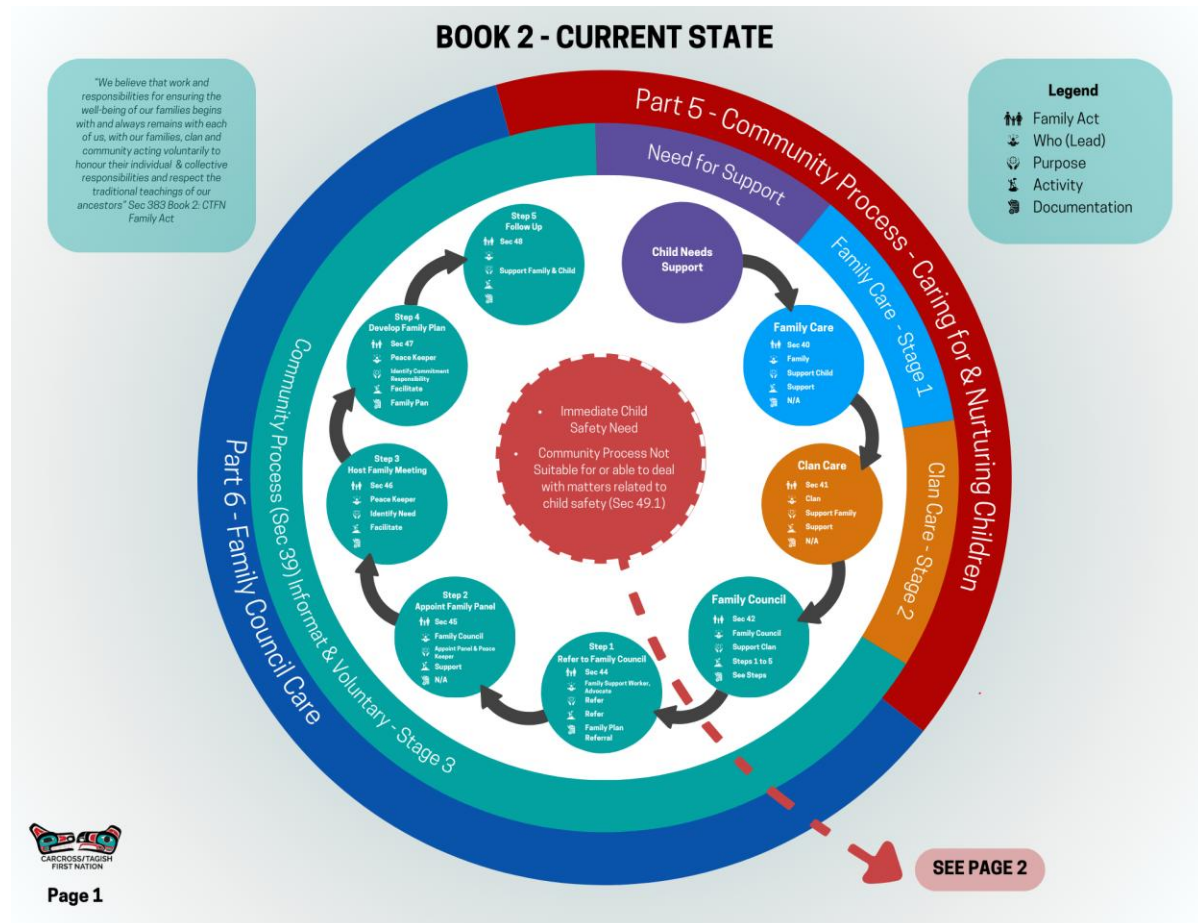 BOOK 2 - CURRENT STATE
"We believe that work and
responsibilities for ensuring the
well-being of our families begins
with and always remains with each
of us, with our families, clan and
community acting voluntarily to
honour their individual & collective
responsibilities and respect the
traditional teachings of our
ancestors" Sec 383 Book 2: CTFN
Family Act
Legend
Family Act
Who (Lead)
Purpose
Activity
Documentation
Part 5 - Community Process - Caring for & Nurturing Children
Need for Support
Family Care - Stage 1
Clan Care - Stage 2
Part 6 - Family Council Care
Community Process (Sec 39) Informat & Voluntary - Stage 3
Child Needs
Support
Family Care
Sec 40
Family
Support Child
Support
N/A
Clan Care
Sec 41
Clan
Support Family
Support
N/A
Family Council
Sec 42
Family Council
Support Clan
Steps 1 to 5
See Steps
Step 1
Refer to Family Council
Sec 44
Family Support Worker,
Advocate
Refer
Refer
Family Plan
Referral
Step 2
Appoint Family Panel
Sec 45
Family Council
Appoint Panel & Peace
Keeper
Support
N/A
Step 3
Host Family Meeting
Sec 46
Peace Keeper
Identify Need
Facilitate
Step 4
Develop Family Plan
Sec 47
Peace Keeper
Identify Commitment
Responsibility
Facilitate
Family Pan
Step 5
Follow Up
Sec 48
Support Family & Child
• Immediate Child
Safety Need
• Community Process Not
Suitable for or able to deal
with matters related to
child safety (Sec 49.1)
SEE PAGE 2
CARCROSS/TAGISH
FIRST NATION
Page 1